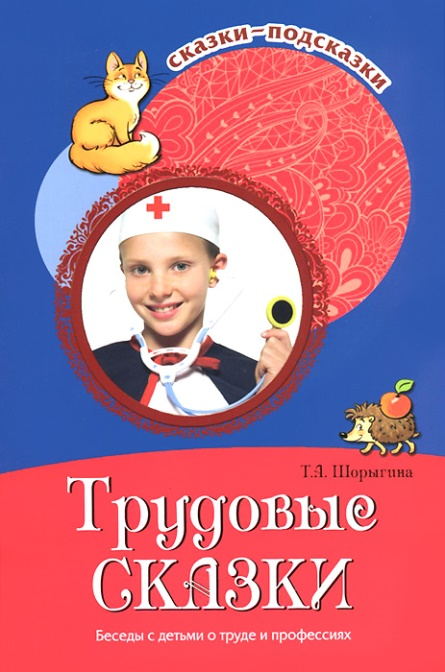 сказки-подсказки
Т.А. Шорыгина
Трудовые
СКАЗКИ
Беседы с детьми о труде и профессиях